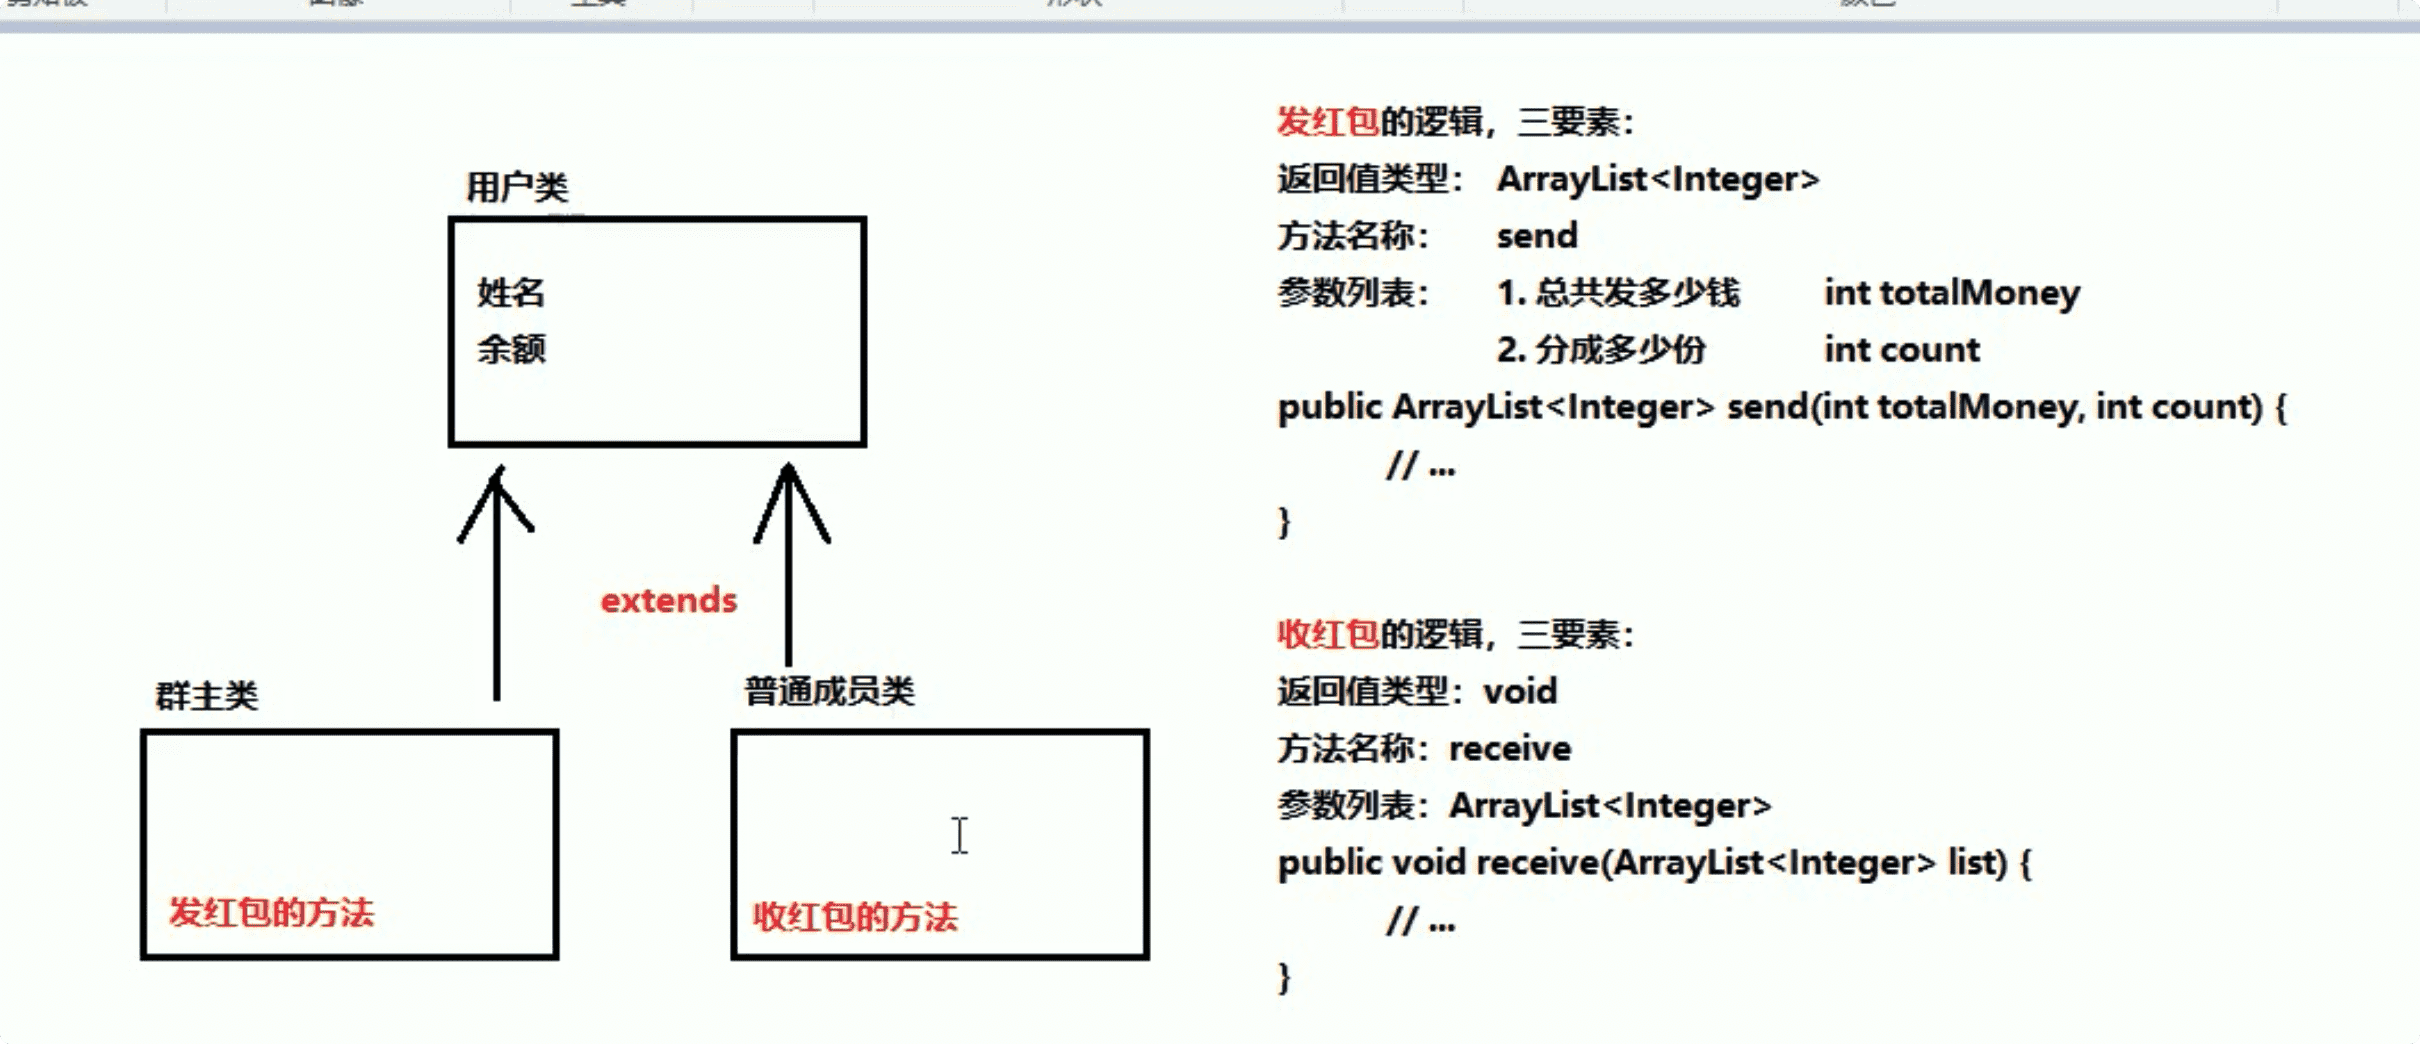 用户类
姓名
余额
extends
群主类
普通成员类
发红包的方法
收红包的方法
发红包的逻辑，三要素：
返回值类型： ArrayList<Integer>
方法名称： send
参数列表： 1. 总共发多少钱 int totalMoney
2. 分成多少份 int count
public ArrayList<Integer> send(int totalMoney, int count) {
// ...
}
收红包的逻辑，三要素：
返回值类型：void
方法名称：receive
参数列表：ArrayList<Integer>
public void receive(ArrayList<Integer> list) {
// ...
}